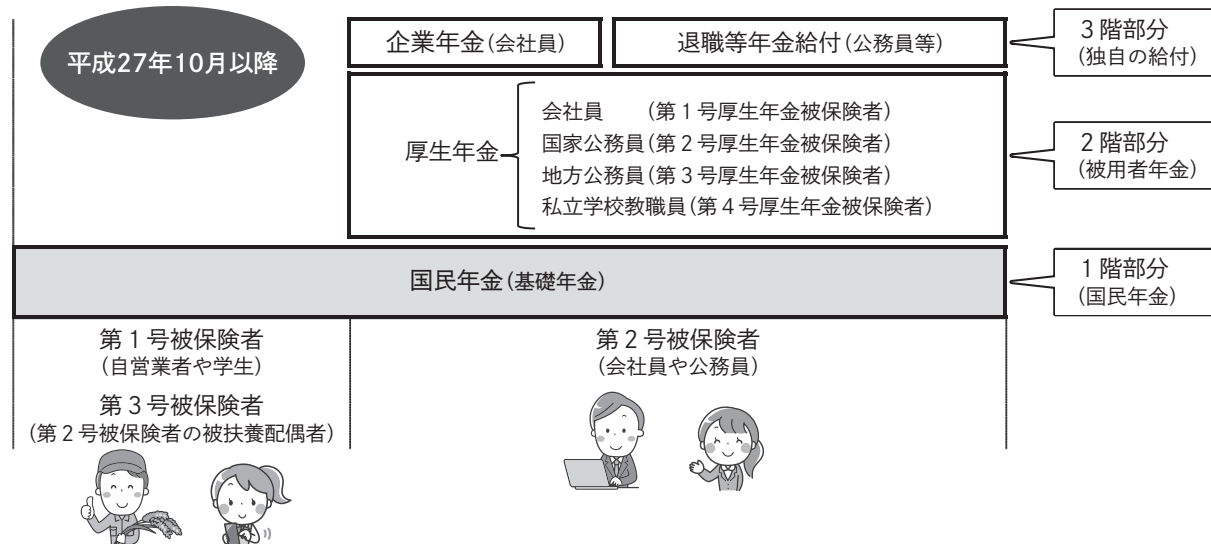 平成27年10月以降
企業年金(会社員)
退職等年金給付(公務員等)
3階部分
(独自の給付)
厚生年金
会社員 (第1号厚生年金被保険者)
国家公務員(第2号厚生年金被保険者)
地方公務員(第3号厚生年金被保険者)
私立学校教職員(第4号厚生年金被保険者)
2階部分
(被用者年金)
国民年金(基礎年金)
1階部分
(国民年金)
第1号被保険者
(自営業者や学生)
第3号被保険者
(第2号被保険者の被扶養配偶者)
第2号被保険者
(会社員や公務員)